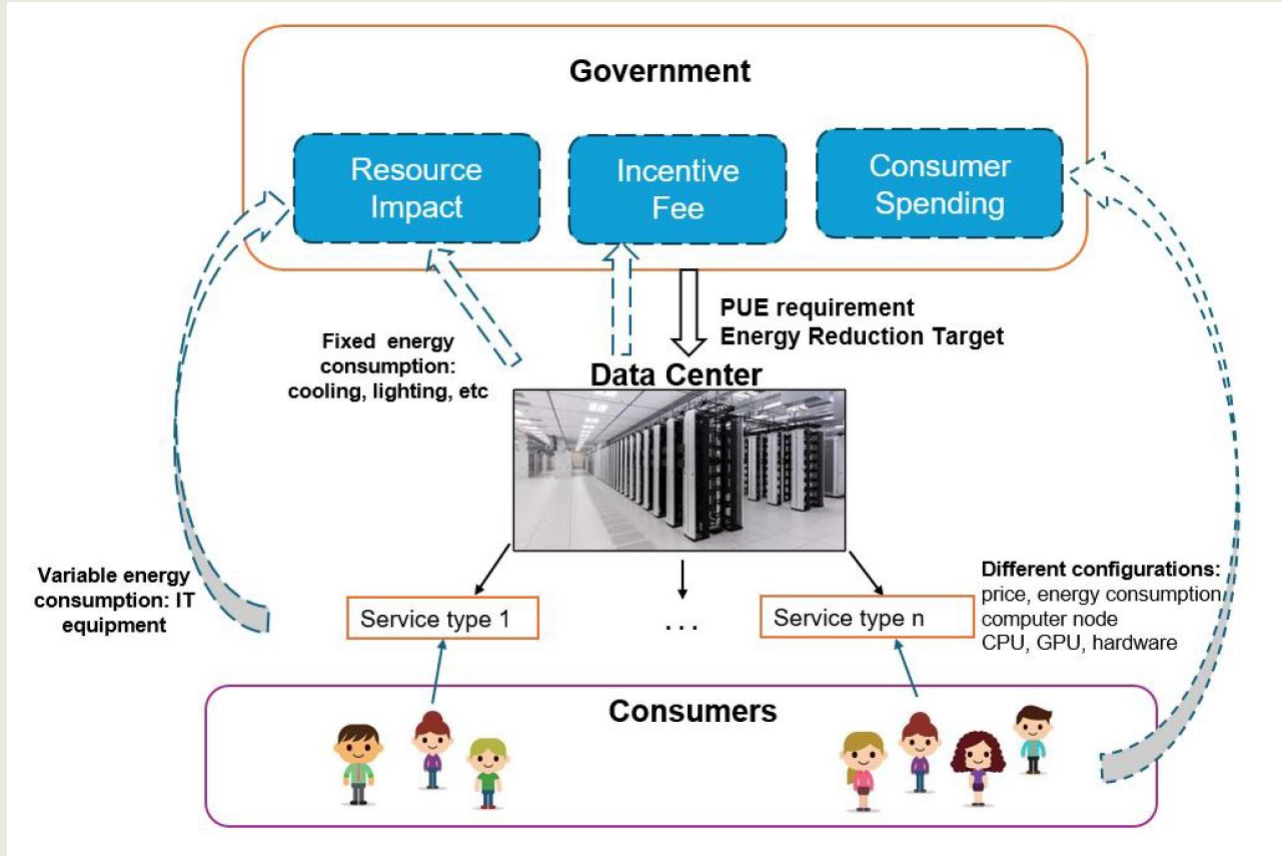 Government
Resource
Impact
Incentive
Fee
Consumer
Spending
PUE requirement
Energy Reduction Target
Fixed energy
consumption:
cooling, lighting, etc
Data Center
Variable energy
consumption: IT
equipment
Service type 1
...
Service type n
Different configurations:
price, energy consumption
computer node
CPU, GPU, hardware
Consumers